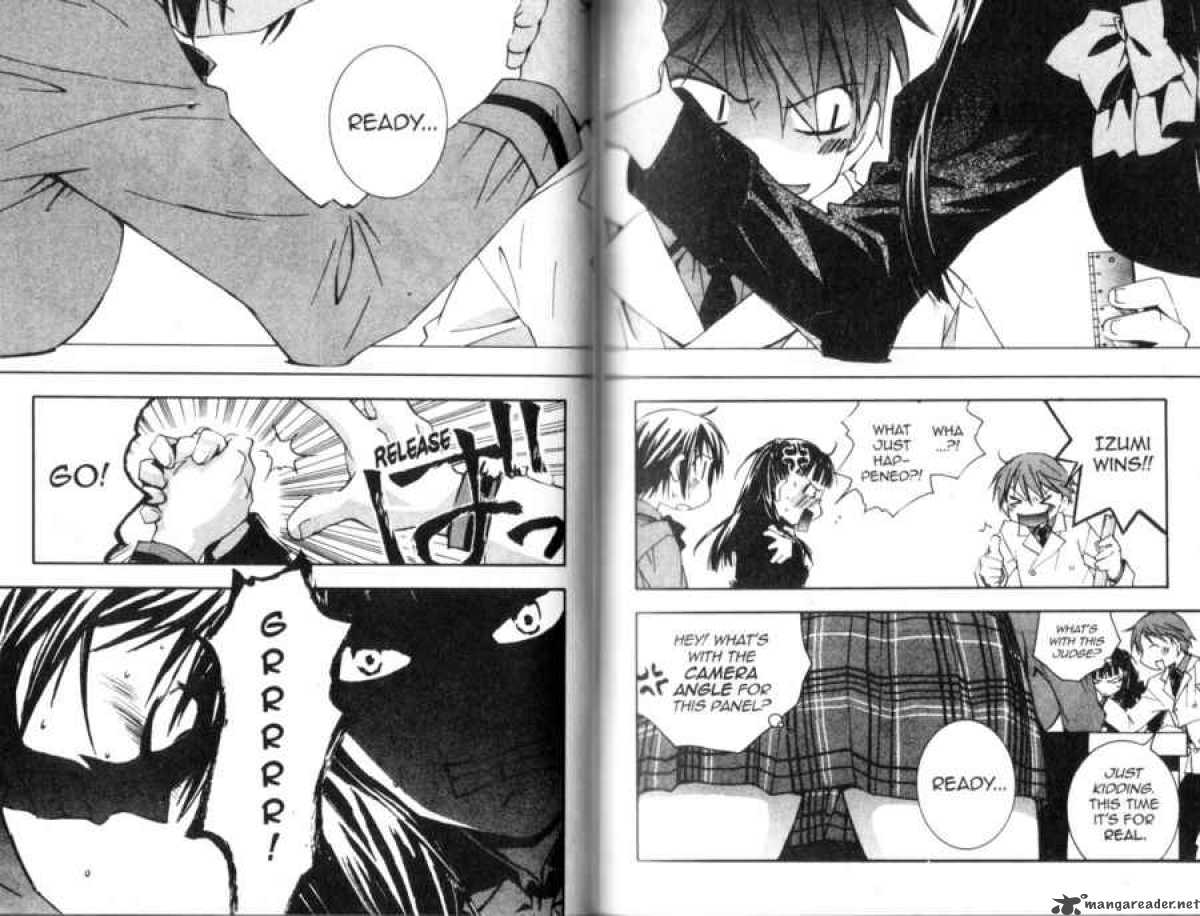 IZUMI
WINS!!
WHA
...?!
WHAT
JUST
HAP-
PENED?!
WHAT'S
WITH THIS
JUDGE?
JUST
KIDDING.
THIS TIME
IT'S FOR
REAL.
HEY! WHAT'S
WITH THE
CAMERA
ANGLE FOR
THIS PANEL?
READY...
READY...
RELEASE
GO!
G
R
R
R
R
R
!
mangareader.net